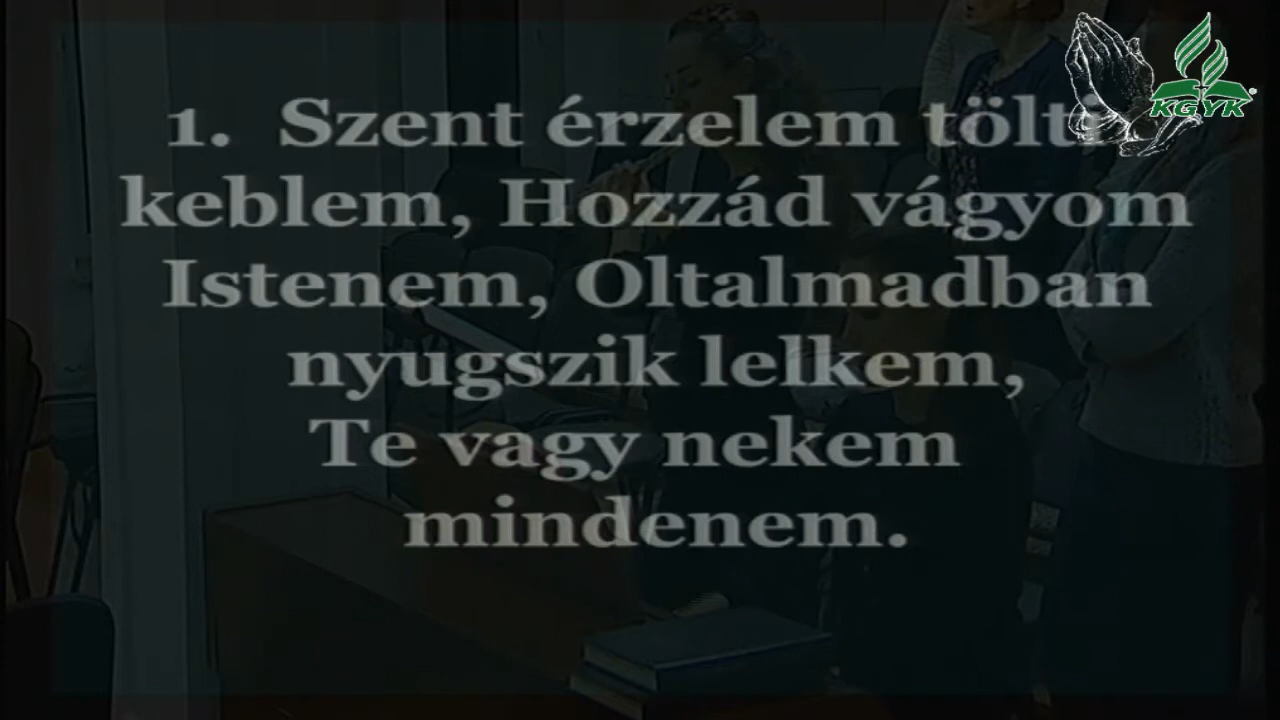 KGYK
1. Szent érzelem tölti
keblem, Hozzád vágyom
Istenem, Oltalmadban
nyugszik lelkem,
Te vagy nekem
mindenem.